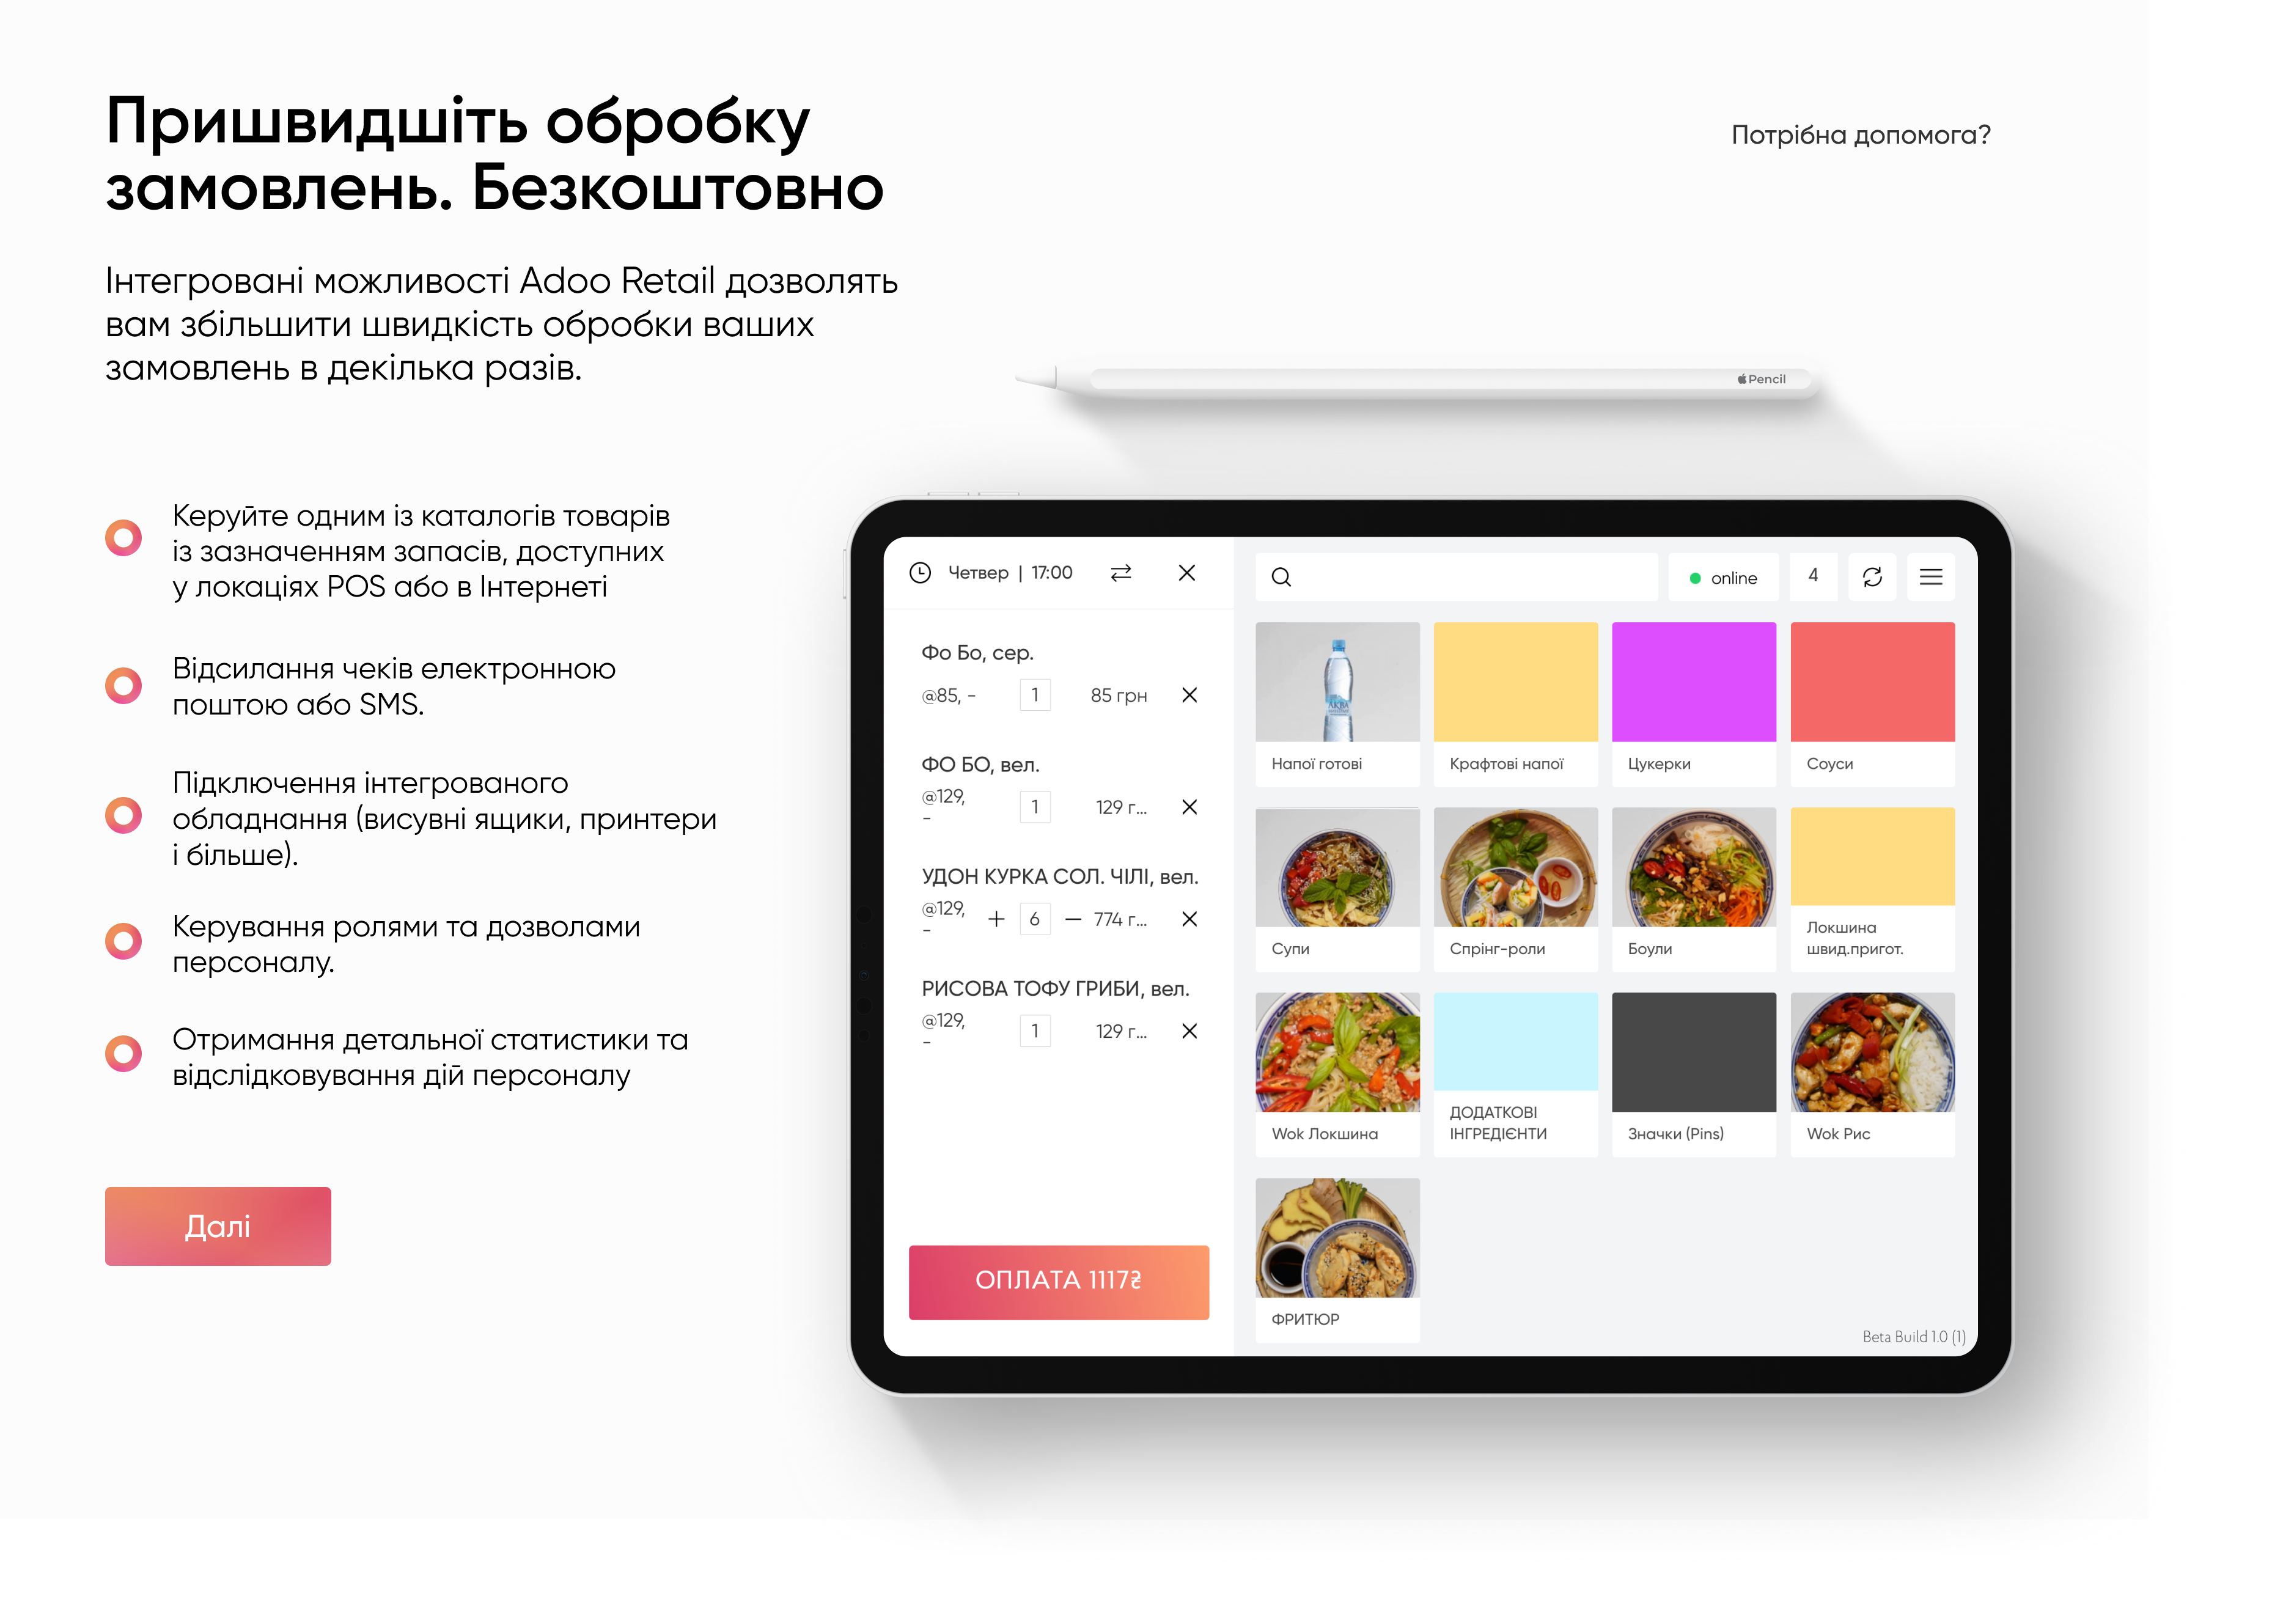 Пришвидшіть обробку
замовлень. Безкоштовно
Потрібна допомога?
Інтегровані можливості Adoo Retail дозволять
вам збільшити швидкість обробки ваших
замовлень в декілька разів.
Керуйте одним із каталогів товарів
із зазначенням запасів, доступних
у локаціях POS або в Інтернеті
Відсилання чеків електронною
поштою або SMS.
Підключення інтегрованого
обладнання (висувні ящики, принтери
і більше).
Керування ролями та дозволами
персоналу.
Отримання детальної статистики та
відслідковування дій персоналу
Далі
Pencil
Четвер | 17:00
Фо Бо, сер.
@85, - 1 85 грн
ФО БО, вел.
@129,
- 1 129 г...
УДОН КУРКА СОЛ. ЧІЛІ, вел.
@129,
- + 6 − 774 г...
РИСОВА ТОФУ ГРИБИ, вел.
@129,
- 1 129 г...
ОПЛАТА 1117₴
online 4
АКВА
Напої готові
Крафтові напої
Цукерки
Соуси
Супи
Спрінг-роли
Боули
Локшина
швид.пригот.
Wok Локшина
ДОДАТКОВІ
ІНГРЕДІЄНТИ
Значки (Pins)
Wok Рис
ФРИТЮР
Beta Build 1.0 (1)